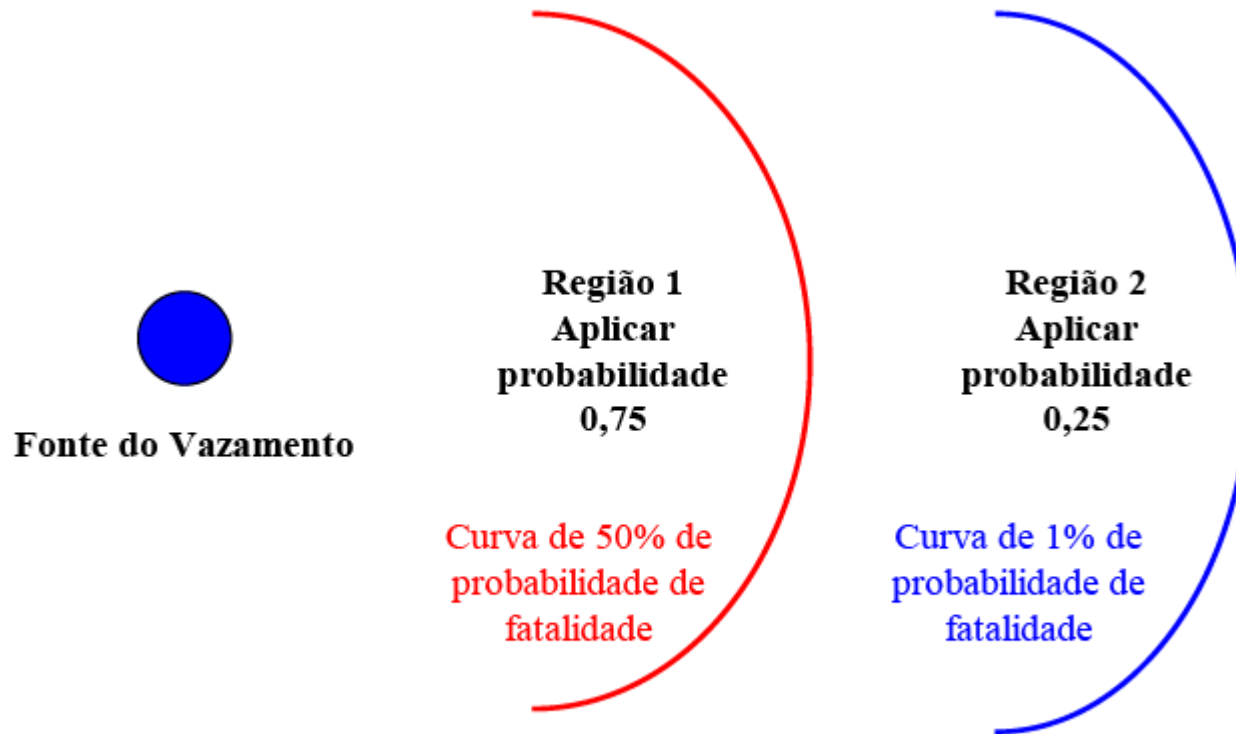 Fonte do Vazamento
Região 1
Aplicar
probabilidade
0,75
Curva de 50% de
probabilidade de
fatalidade
Região 2
Aplicar
probabilidade
0,25
Curva de 1% de
probabilidade de
fatalidade